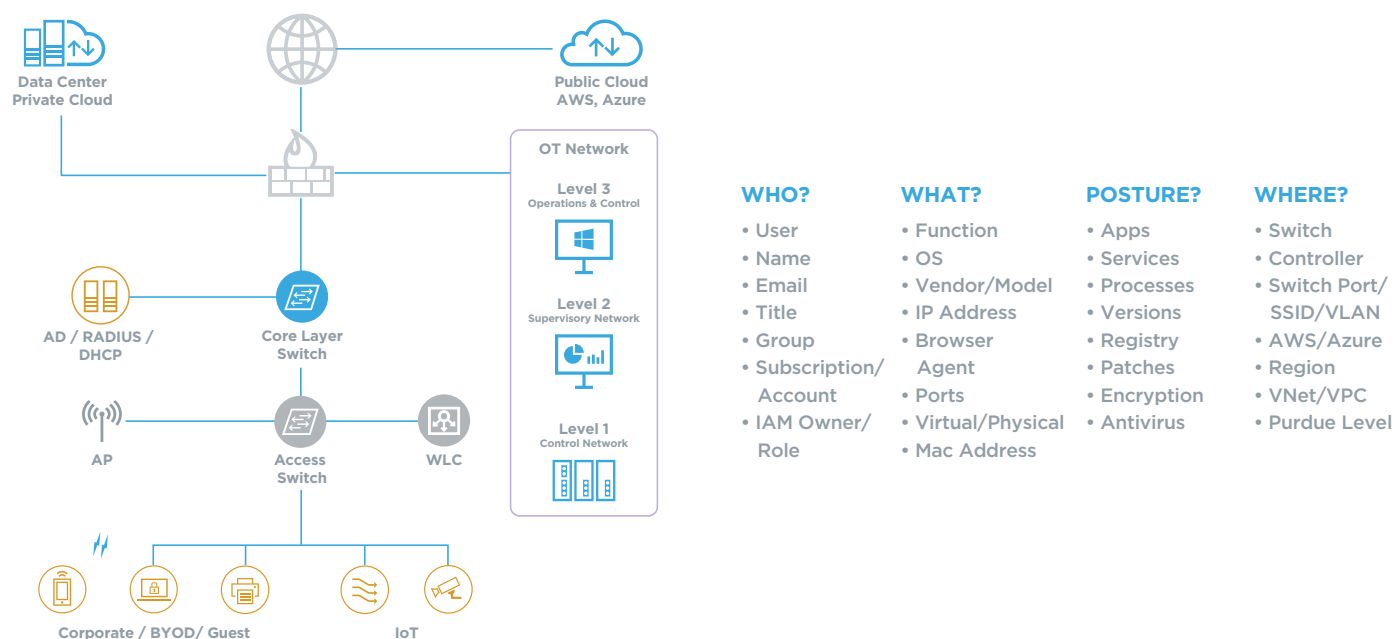 Data Center
Private Cloud
Public Cloud
AWS, Azure
OT Network
Level 3
Operations & Control
Level 2
Supervisory Network
Level 1
Control Network
AD / RADIUS /
DHCP
Core Layer
Switch
AP
Access
Switch
WLC
Corporate / BYOD/ Guest
IoT
WHO?
• User
• Name
• Email
• Title
• Group
• Subscription/
Account
• IAM Owner/
Role
WHAT?
• Function
• OS
• Vendor/Model
• IP Address
• Browser
Agent
• Ports
• Virtual/Physical
• Mac Address
POSTURE?
• Apps
• Services
• Processes
• Versions
• Registry
• Patches
• Encryption
• Antivirus
WHERE?
• Switch
• Controller
• Switch Port/
SSID/VLAN
• AWS/Azure
• Region
• VNet/VPC
• Purdue Level